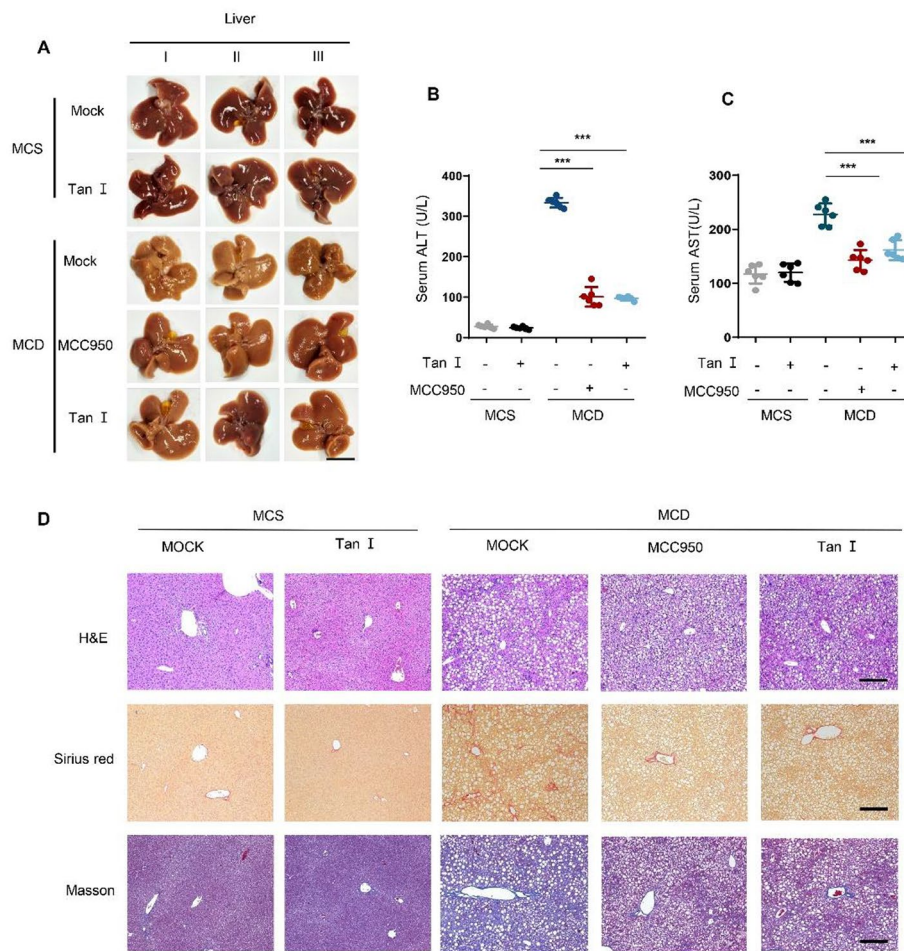 Liver
A
I II III
MCS
Mock
Tan I
MCD
Mock
MCC950
Tan I
B
***
***
Serum ALT (U/L)
400
300
200
100
0
Tan I - + - - +
MCC950 - - - + -
MCS MCD
C
***
***
Serum AST(U/L)
400
300
200
100
0
Tan I - + - - +
MCC950 - - - + -
MCS MCD
D
MCS MCD
MOCK Tan I MOCK MCC950 Tan I
H&E
Sirius red
Masson